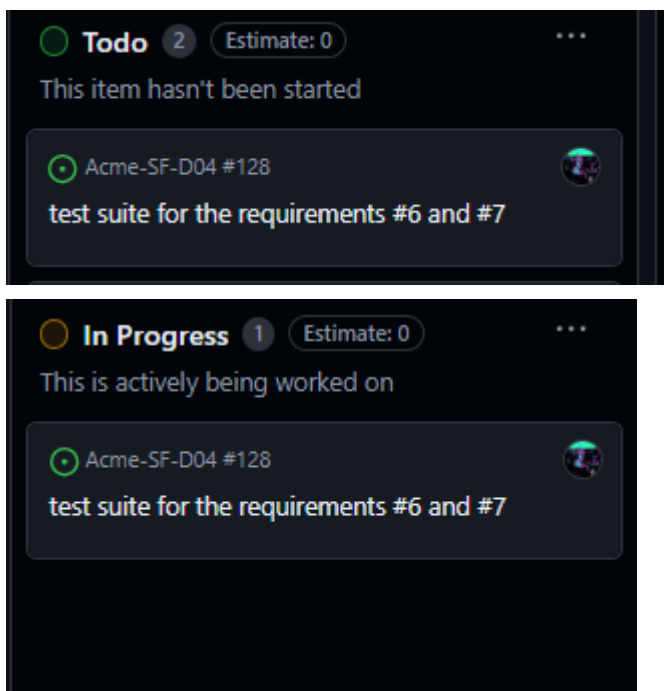 Todo 2 Estimate: 0
This item hasn't been started
Acme-SF-D04 #128
test suite for the requirements #6 and #7
In Progress 1 Estimate: 0
This is actively being worked on
Acme-SF-D04 #128
test suite for the requirements #6 and #7